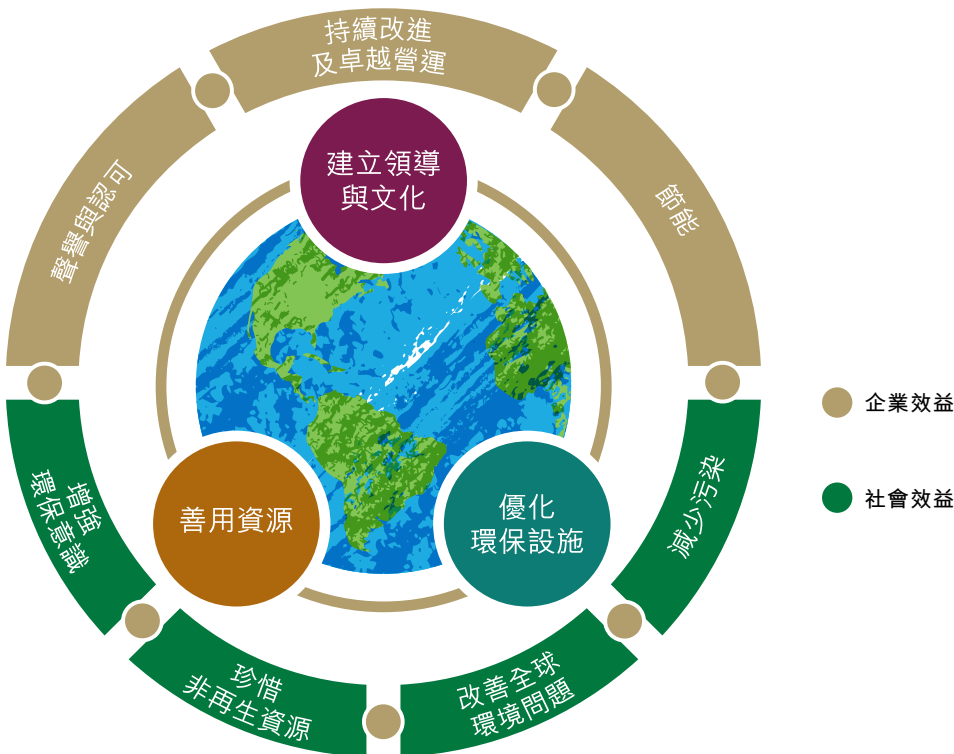 持續改進
及卓越營運
聲譽與認可
節能
建立領導
與文化
善用資源
優化
環保設施
企業效益
社會效益
增強
環保意識
減少污染
珍惜
非再生資源
改善全球
環境問題